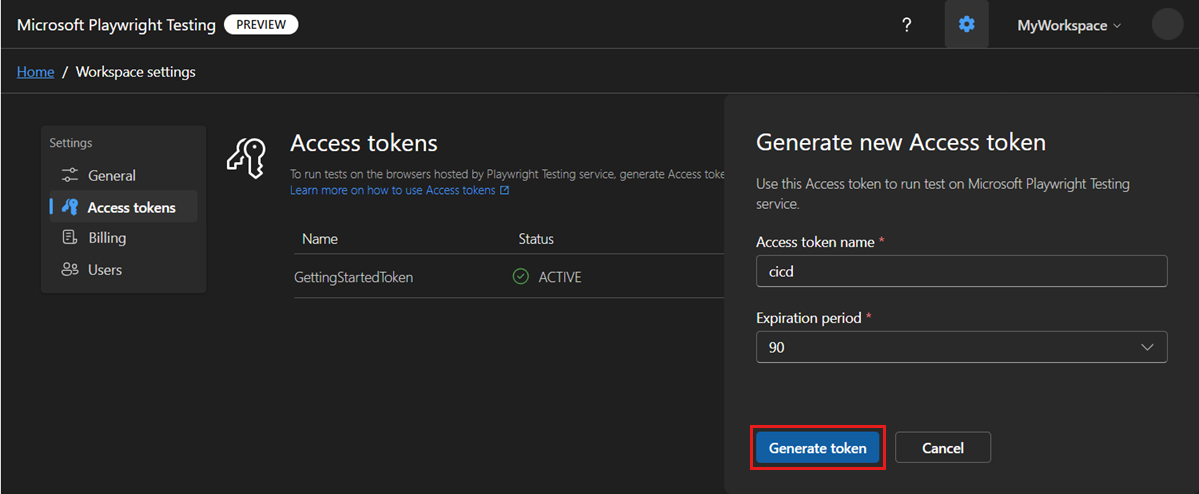 Microsoft Playwright Testing PREVIEW
? MyWorkspace
Home / Workspace settings
Settings
General
Access tokens
Billing
Users
Access tokens
To run tests on the browsers hosted by Playwright Testing service, generate Access toke
Learn more on how to use Access tokens
Name Status
GettingStartedToken ACTIVE
Generate new Access token
Use this Access token to run test on Microsoft Playwright Testing
service.
Access token name *
cicd
Expiration period *
90
Generate token Cancel